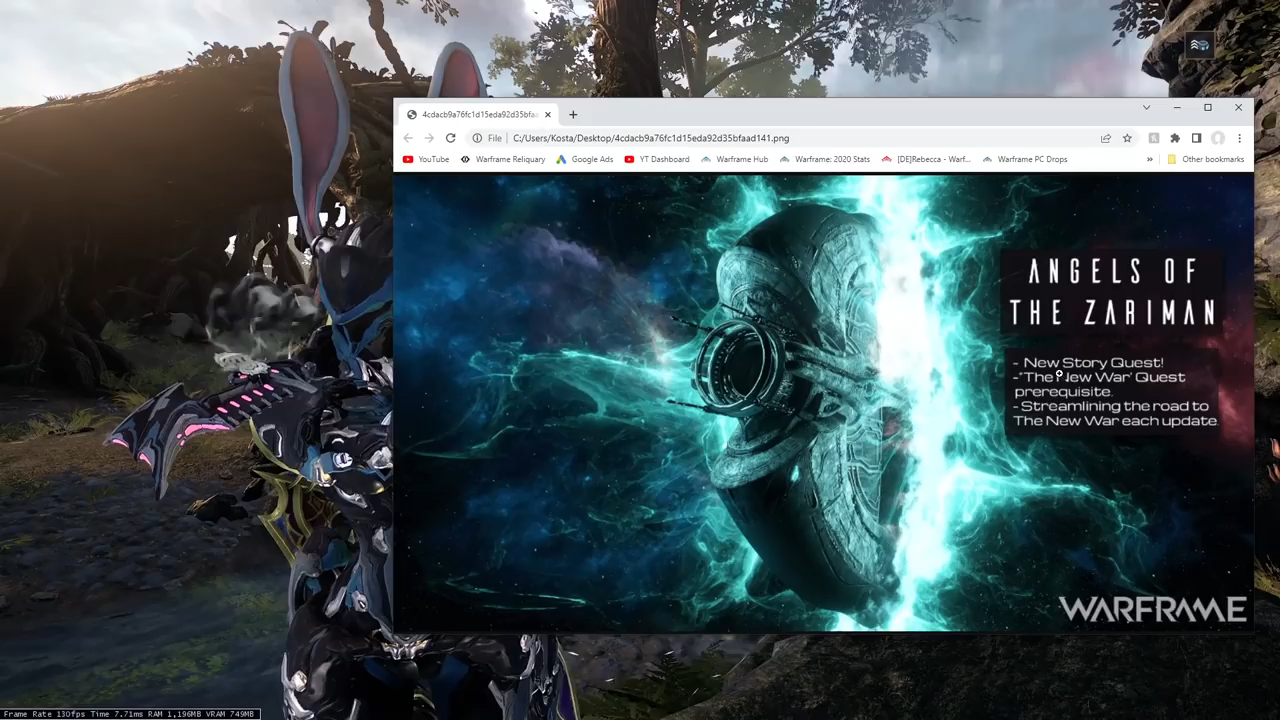 4cdacb9a76fc1d15eda92d35bfaa
File C:/Users/Kosta/Desktop/4cdacb9a76fc1d15eda92d35bfaad141.png
YouTube Warframe Reliquary Google Ads YT Dashboard Warframe Hub Warframe: 2020 Stats [DE]Rebecca - Warf... Warframe PC Drops » Other bookmarks
ANGELS OF
THE ZARIMAN
- New Story Quest!
-'The New War' Quest
prerequisite.
- Streamlining the road to
The New War each update.
WARFRAME
Frame Rate 130fps Time 7.71ms RAM 1,196MB VRAM 749MB